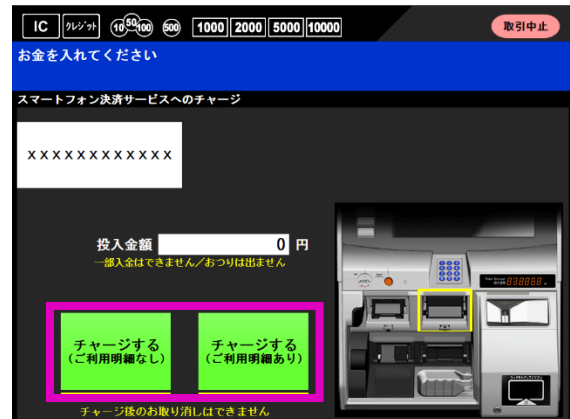 IC クレジット 10 50 100 500 1000 2000 5000 10000 取引中止
お金を入れてください
スマートフォン決済サービスへのチャージ
XXXXXXXXXXXX
投入金額 0 円
一部入金はできません/おつりは出ません
チャージする
(ご利用明細なし)
チャージする
(ご利用明細あり)
チャージ後のお取り消しはできません